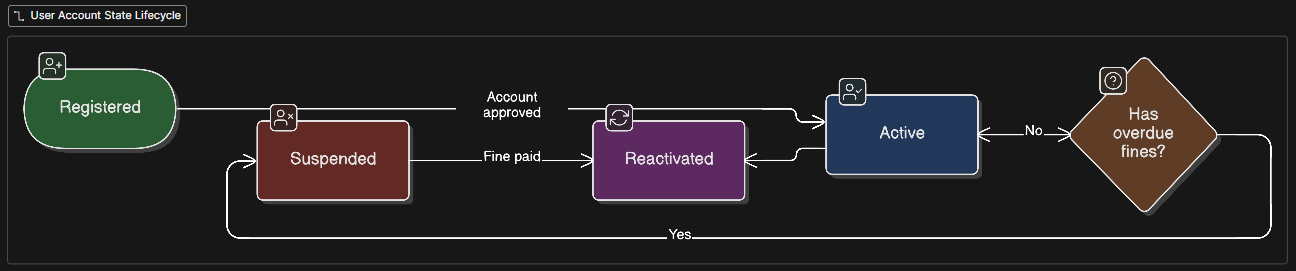 User Account State Lifecycle
Registered
Account
approved
Suspended
Fine paid
Reactivated
Active
No
Has
overdue
fines?
Yes